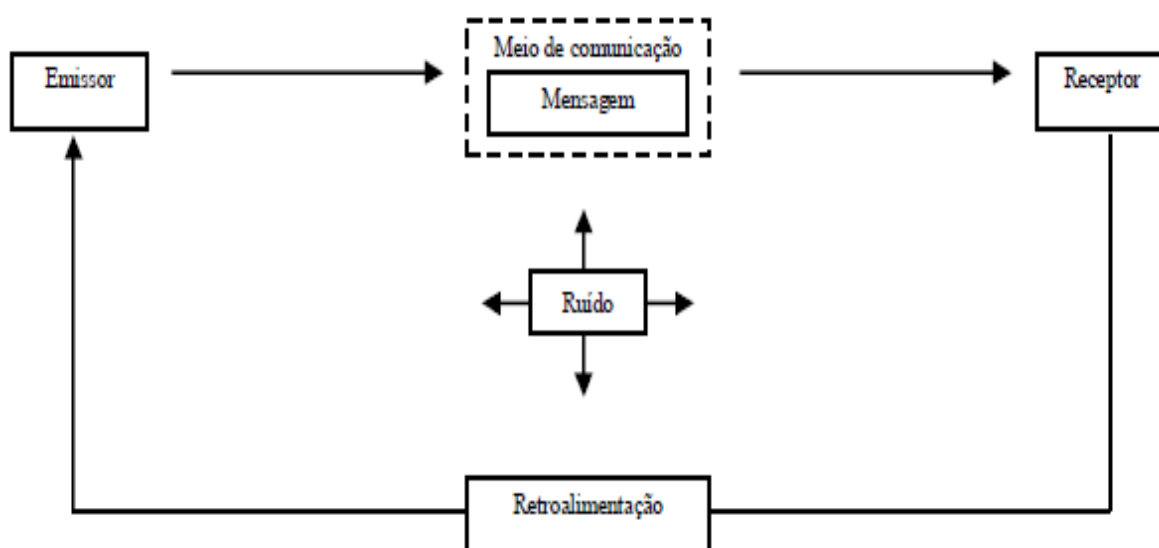 Meio de comunicação
Emissor
Mensagem
Receptor
Ruído
Retroalimentação